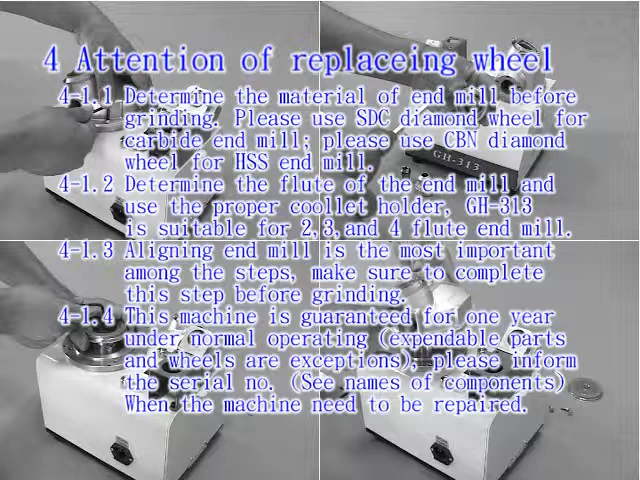 4 Attention of replaceing wheel
4-1.1 Determine the material of end mill before
grinding. Please use SDC diamond wheel for
carbide end mill; please use CBN diamond
wheel for HSS end mill.
GH-313
4-1.2 Determine the flute of the end mill and
use the proper coollet holder, GH-313
is suitable for 2,3,and 4 flute end mill.
4-1.3 Aligning end mill is the most important
among the steps, make sure to complete
this step before grinding.
4-1.4 This machine is guaranteed for one year
under normal operating (expendable parts
and wheels are exceptions), please inform
the serial no. (See names of components)
When the machine need to be repaired.